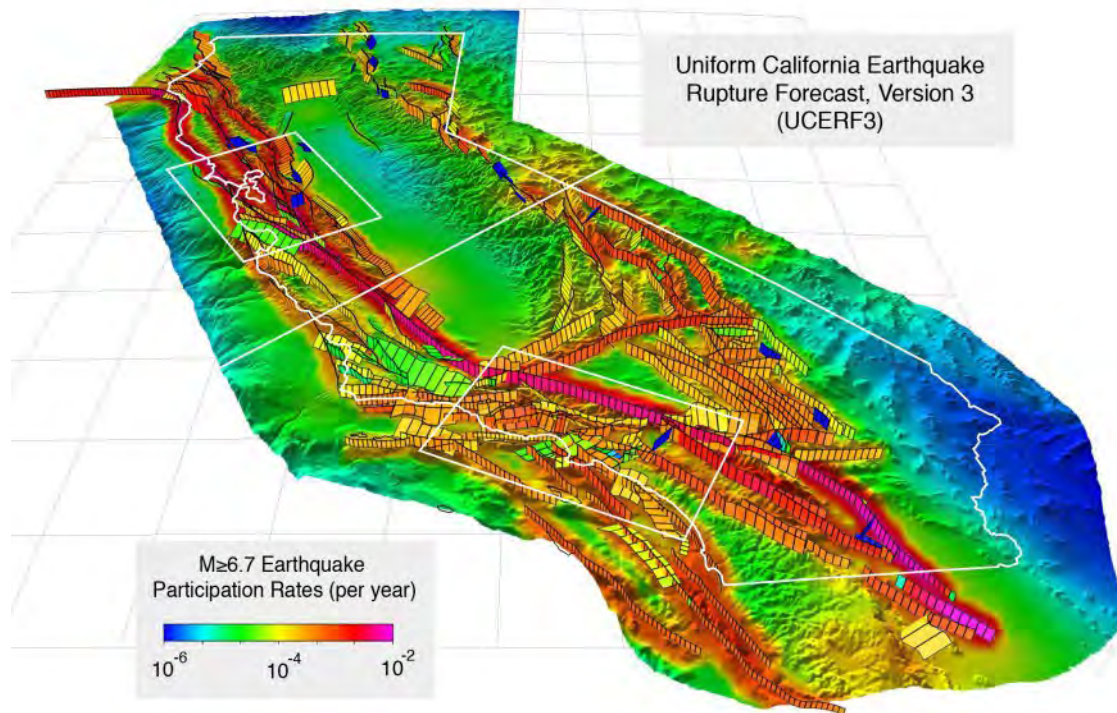 Uniform California Earthquake
Rupture Forecast, Version 3
(UCERF3)
M≥6.7 Earthquake
Participation Rates (per year)
10-6 10-4 10-2